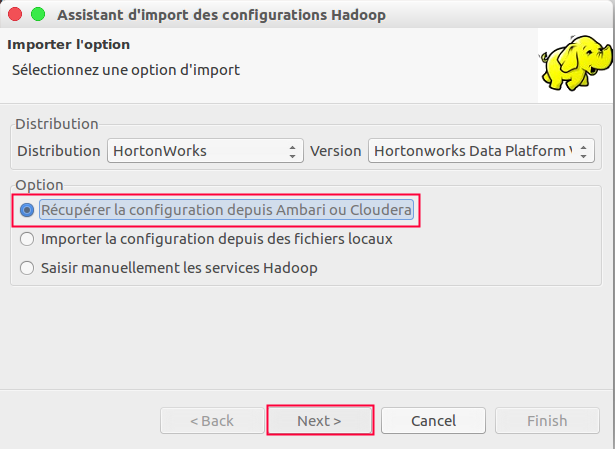 Assistant d'import des configurations Hadoop
Importer l'option
Sélectionnez une option d'import
Distribution
Distribution HortonWorks Version Hortonworks Data Platform V
Option
Récupérer la configuration depuis Ambari ou Cloudera
Importer la configuration depuis des fichiers locaux
Saisir manuellement les services Hadoop
< Back Next > Cancel Finish